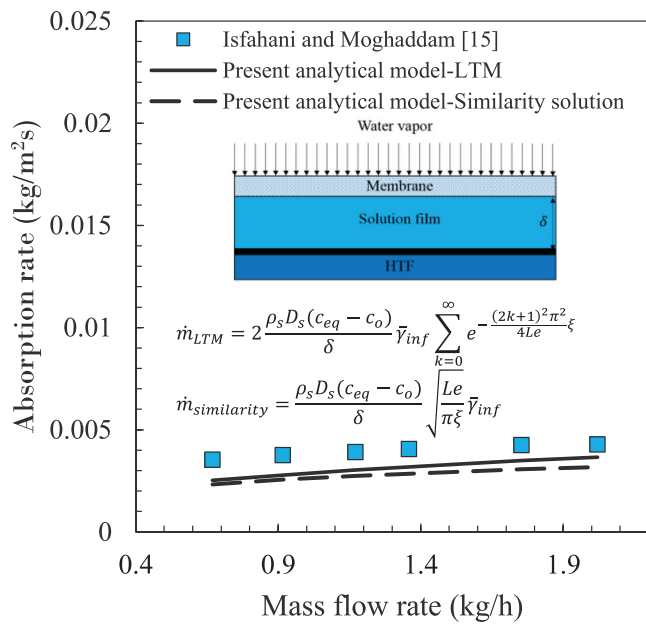 0.025
0.02
0.015
0.01
0.005
0
Absorption rate (kg/m²s)
Isfahani and Moghaddam [15]
Present analytical model-LTM
Present analytical model-Similarity solution
Water vapor
Membrane
Solution film
δ
HTF
ṁ_LTM = 2 ρ_s D_s (c_eq − c_o)/δ γ̄_inf ∑_{k=0}^{∞} e^{−(2k+1)²π²/(4Le) ξ}
ṁ_similarity = ρ_s D_s (c_eq − c_o)/δ √(Le/(πξ)) γ̄_inf
0.4 0.9 1.4 1.9
Mass flow rate (kg/h)